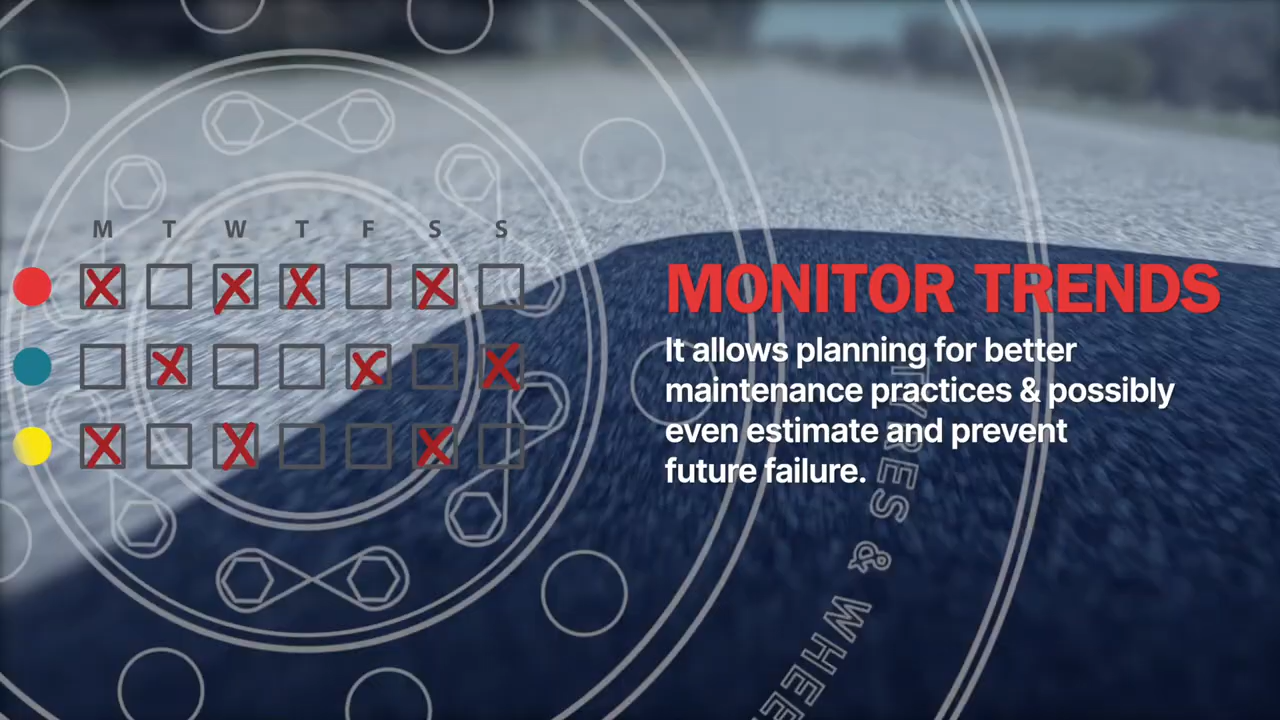 M T W T F S S
MONITOR TRENDS
It allows planning for better
maintenance practices & possibly
even estimate and prevent
future failure.
TYRES & WHEE